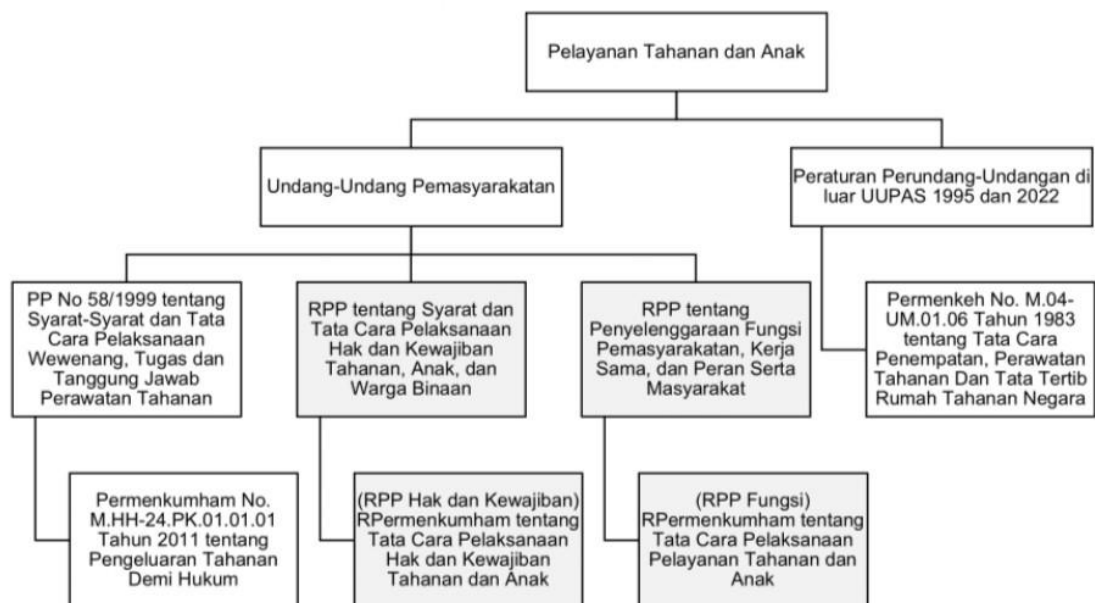 Pelayanan Tahanan dan Anak
Undang-Undang Pemasyarakatan
Peraturan Perundang-Undangan di
luar UUPAS 1995 dan 2022
PP No 58/1999 tentang
Syarat-Syarat dan Tata
Cara Pelaksanaan
Wewenang, Tugas dan
Tanggung Jawab
Perawatan Tahanan
RPP tentang Syarat dan
Tata Cara Pelaksanaan
Hak dan Kewajiban
Tahanan, Anak, dan
Warga Binaan
RPP tentang
Penyelenggaraan Fungsi
Pemasyarakatan, Kerja
Sama, dan Peran Serta
Masyarakat
Permenkeh No. M.04-
UM.01.06 Tahun 1983
tentang Tata Cara
Penempatan, Perawatan
Tahanan Dan Tata Tertib
Rumah Tahanan Negara
Permenkumham No.
M.HH-24.PK.01.01.01
Tahun 2011 tentang
Pengeluaran Tahanan
Demi Hukum
(RPP Hak dan Kewajiban)
RPermenkumham tentang
Tata Cara Pelaksanaan
Hak dan Kewajiban
Tahanan dan Anak
(RPP Fungsi)
RPermenkumham tentang
Tata Cara Pelaksanaan
Pelayanan Tahanan dan
Anak